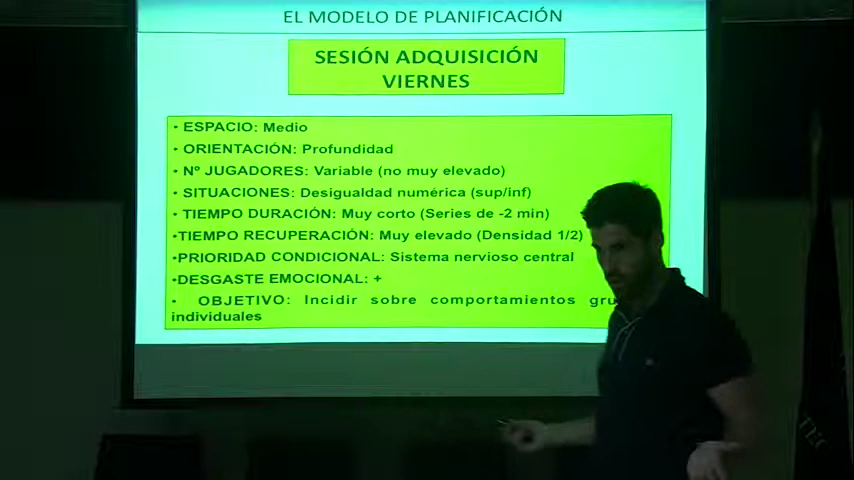 EL MODELO DE PLANIFICACIÓN
SESIÓN ADQUISICIÓN
VIERNES
• ESPACIO: Medio
• ORIENTACIÓN: Profundidad
• Nº JUGADORES: Variable (no muy elevado)
• SITUACIONES: Desigualdad numérica (sup/inf)
• TIEMPO DURACIÓN: Muy corto (Series de -2 min)
•TIEMPO RECUPERACIÓN: Muy elevado (Densidad 1/2)
•PRIORIDAD CONDICIONAL: Sistema nervioso central
•DESGASTE EMOCIONAL: +
• OBJETIVO: Incidir sobre comportamientos
individuales